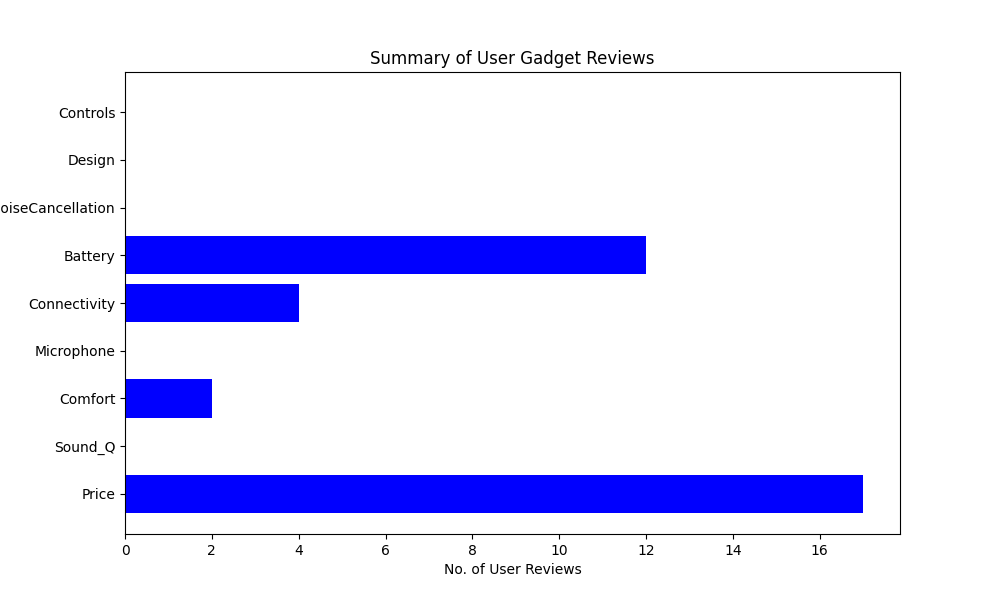 Summary of User Gadget Reviews
Controls
Design
oiseCancellation
Battery
Connectivity
Microphone
Comfort
Sound_Q
Price
0 2 4 6 8 10 12 14 16
No. of User Reviews